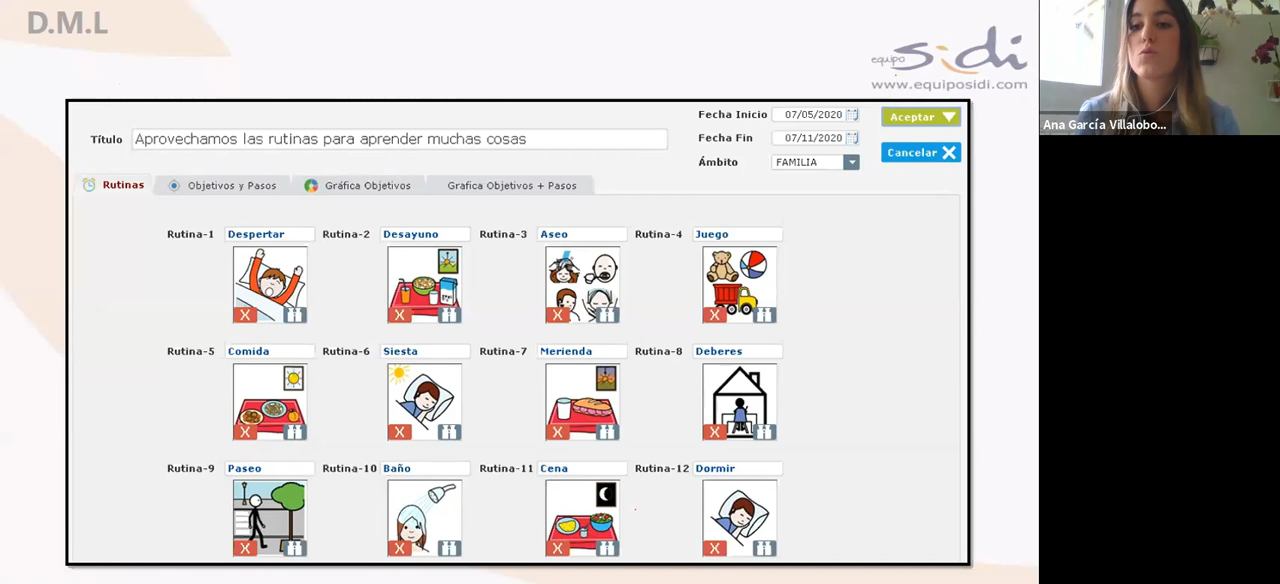 D.M.L
equipo sidi
www.equiposidi.com
Ana García Villalobo...
Título Aprovechamos las rutinas para aprender muchas cosas
Fecha Inicio 07/05/2020
Fecha Fin 07/11/2020
Ámbito FAMILIA
Aceptar
Cancelar
Rutinas Objetivos y Pasos Gráfica Objetivos Grafica Objetivos + Pasos
Rutina-1 Despertar Rutina-2 Desayuno Rutina-3 Aseo Rutina-4 Juego
X X X X
Rutina-5 Comida Rutina-6 Siesta Rutina-7 Merienda Rutina-8 Deberes
X X X X
Rutina-9 Paseo Rutina-10 Baño Rutina-11 Cena Rutina-12 Dormir
X X X X